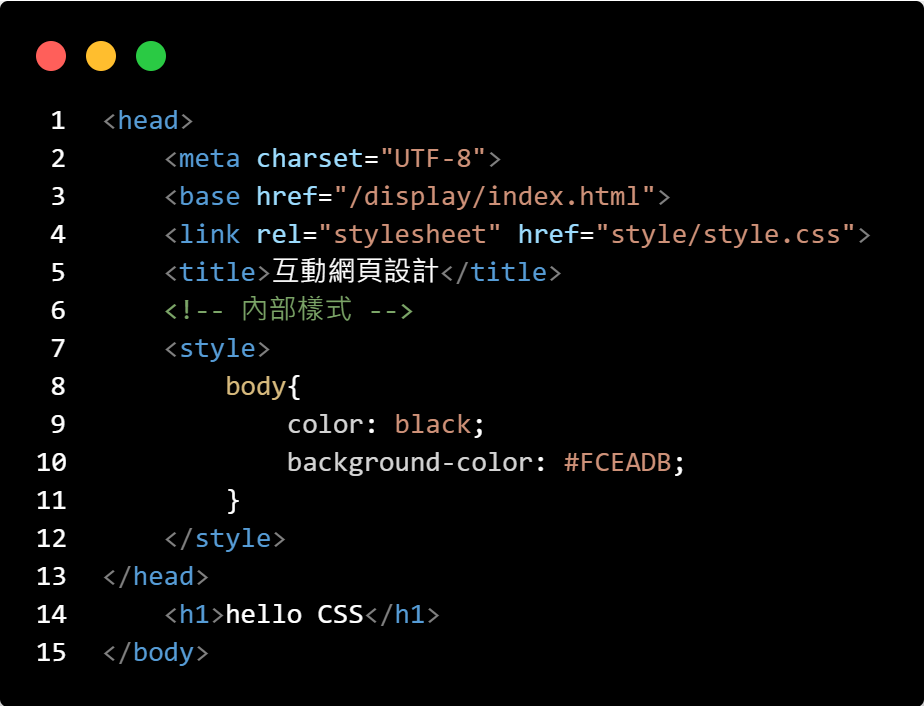 1 <head>
2     <meta charset="UTF-8">
3     <base href="/display/index.html">
4     <link rel="stylesheet" href="style/style.css">
5     <title>互動網頁設計</title>
6     <!-- 內部樣式 -->
7     <style>
8         body{
9             color: black;
10             background-color: #FCEADB;
11         }
12     </style>
13 </head>
14     <h1>hello CSS</h1>
15 </body>